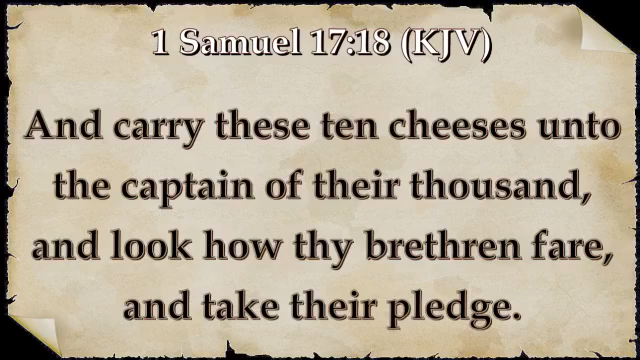 1 Samuel 17:18 (KJV)
And carry these ten cheeses unto
the captain of their thousand,
and look how thy brethren fare,
and take their pledge.